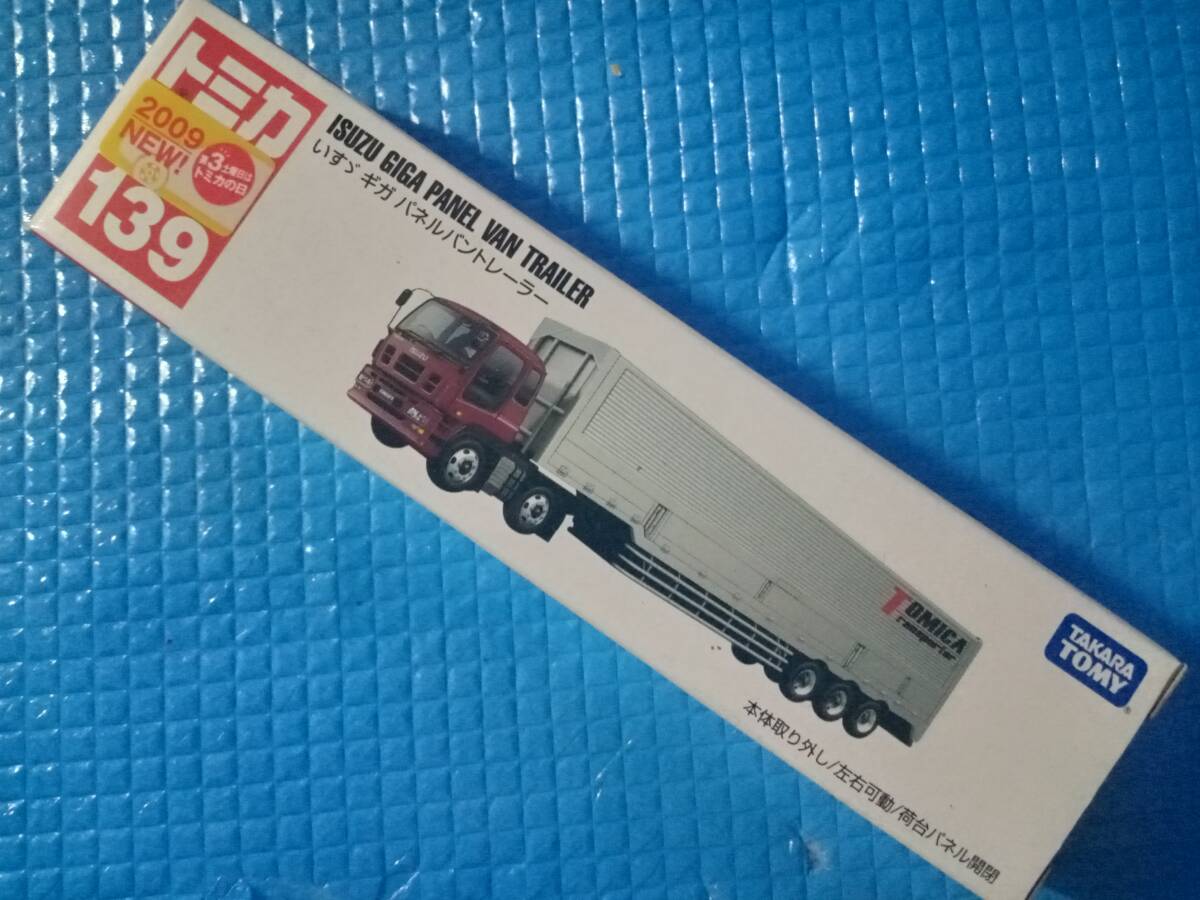 トミカ
2009
NEW!
第3土曜日は
トミカの日
139
ISUZU GIGA PANEL VAN TRAILER
いすゞ ギガ パネルバントレーラー
ISUZU
TOMICA
Transporter
TAKARA
TOMY
本体取り外し/左右可動/荷台パネル開閉